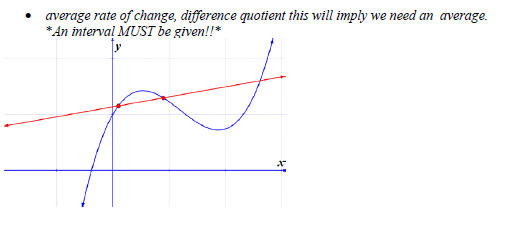 • average rate of change, difference quotient this will imply we need an average.
*An interval MUST be given!!*
y
x